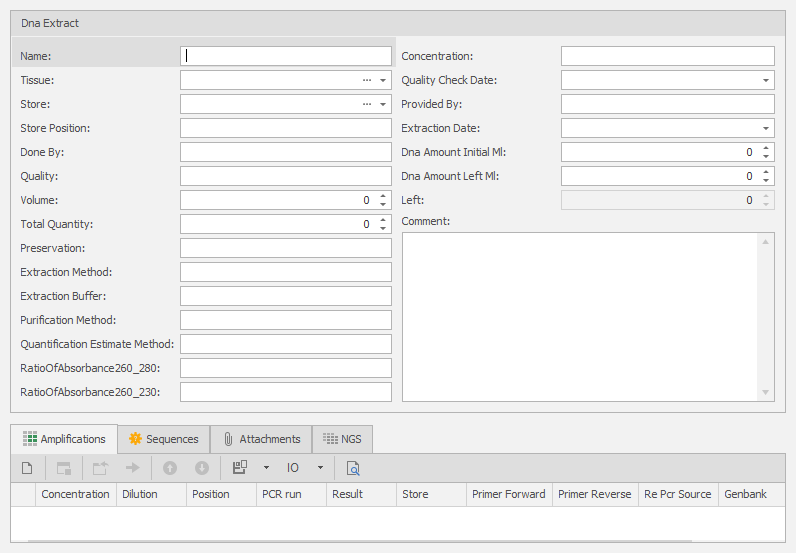 Dna Extract
Name:
Tissue:
Store:
Store Position:
Done By:
Quality:
Volume: 0
Total Quantity: 0
Preservation:
Extraction Method:
Extraction Buffer:
Purification Method:
Quantification Estimate Method:
RatioOfAbsorbance260_280:
RatioOfAbsorbance260_230:
Concentration:
Quality Check Date:
Provided By:
Extraction Date:
Dna Amount Initial Ml: 0
Dna Amount Left Ml: 0
Left: 0
Comment:
Amplifications Sequences Attachments NGS
IO
Concentration Dilution Position PCR run Result Store Primer Forward Primer Reverse Re Pcr Source Genbank